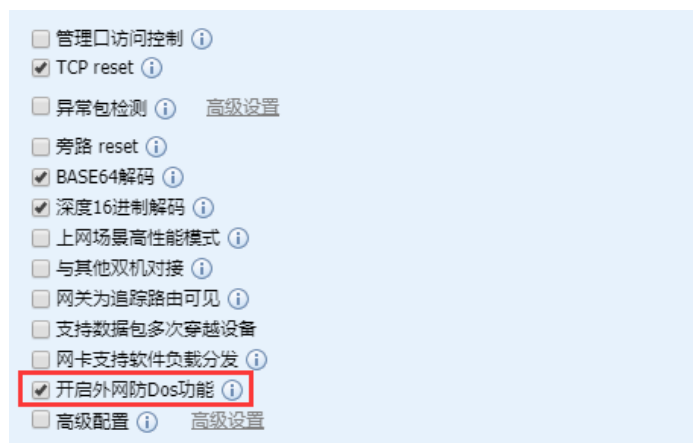 管理口访问控制
TCP reset
异常包检测 高级设置
旁路 reset
BASE64解码
深度16进制解码
上网场景高性能模式
与其他双机对接
网关为追踪路由可见
支持数据包多次穿越设备
网卡支持软件负载分发
开启外网防Dos功能
高级配置 高级设置